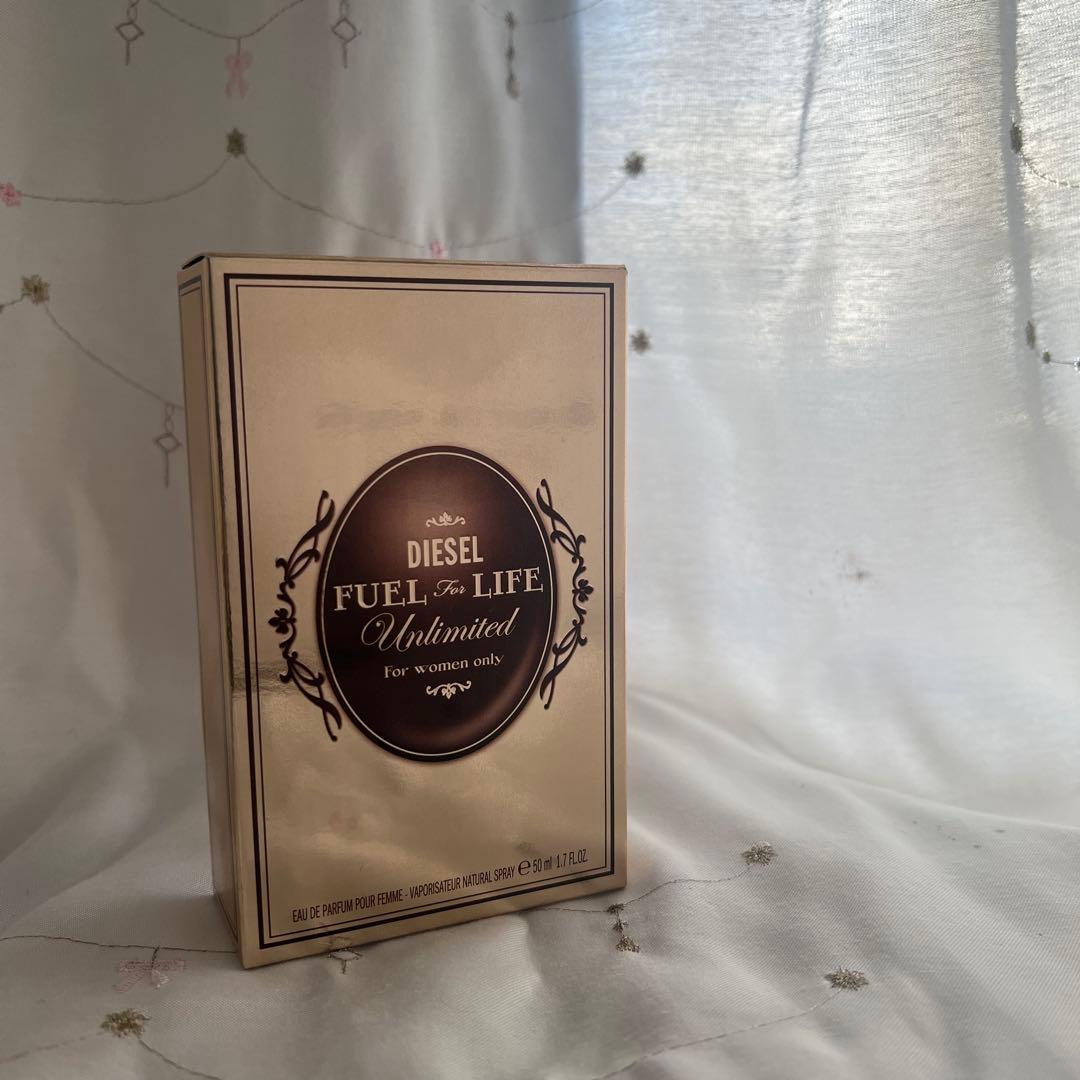 DIESEL
FUEL For LIFE
Unlimited
For women only
EAU DE PARFUM POUR FEMME - VAPORISATEUR NATURAL SPRAY ℮ 50 ml 1.7 FL.OZ.